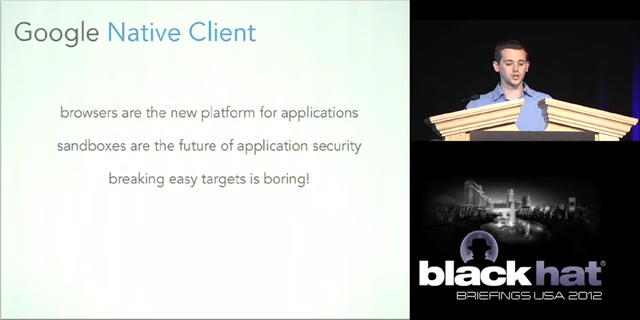 Google Native Client
browsers are the new platform for applications
sandboxes are the future of application security
breaking easy targets is boring!
black hat®
BRIEFINGS USA 2012